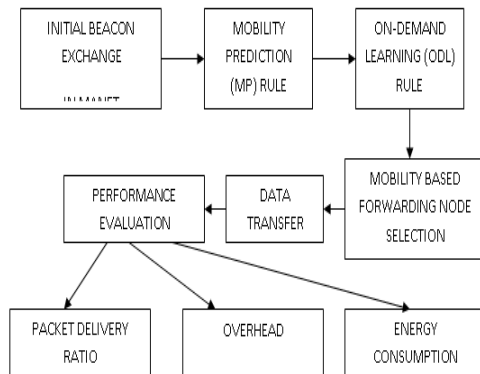 INITIAL BEACON
EXCHANGE
MOBILITY
PREDICTION
(MP) RULE
ON-DEMAND
LEARNING (ODL)
RULE
MOBILITY BASED
FORWARDING NODE
SELECTION
DATA
TRANSFER
PERFORMANCE
EVALUATION
PACKET DELIVERY
RATIO
OVERHEAD
ENERGY
CONSUMPTION